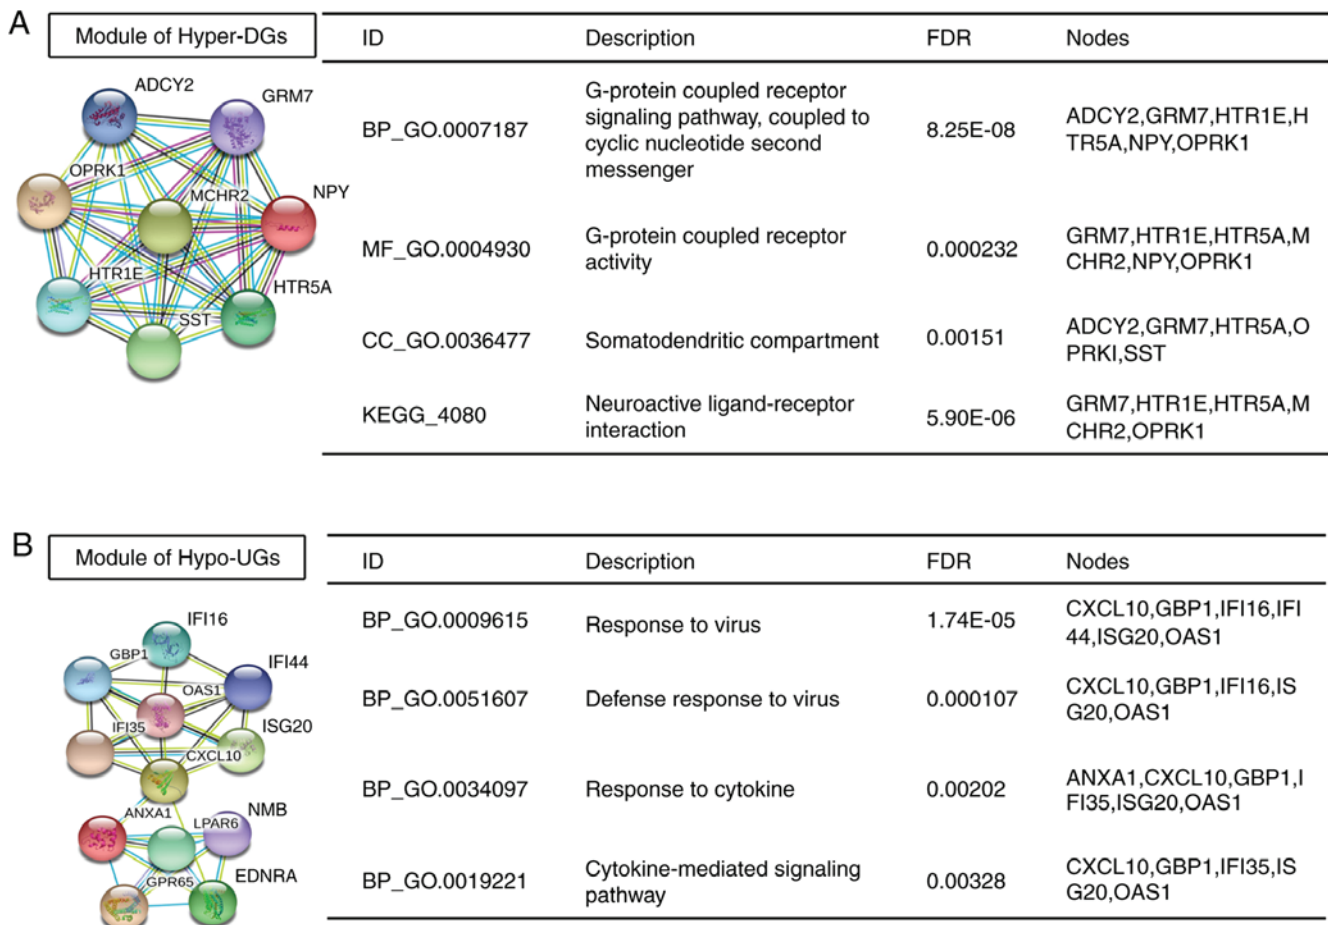 A
Module of Hyper-DGs
ADCY2
GRM7
OPRK1
MCHR2
NPY
HTR1E
HTR5A
SST
ID Description FDR Nodes
BP_GO.0007187
G-protein coupled receptor
signaling pathway, coupled to
cyclic nucleotide second
messenger
8.25E-08
ADCY2,GRM7,HTR1E,H
TR5A,NPY,OPRK1
MF_GO.0004930
G-protein coupled receptor
activity
0.000232
GRM7,HTR1E,HTR5A,M
CHR2,NPY,OPRK1
CC_GO.0036477
Somatodendritic compartment
0.00151
ADCY2,GRM7,HTR5A,O
PRKI,SST
KEGG_4080
Neuroactive ligand-receptor
interaction
5.90E-06
GRM7,HTR1E,HTR5A,M
CHR2,OPRK1
B
Module of Hypo-UGs
IFI16
GBP1
IFI44
OAS1
IFI35
ISG20
CXCL10
ANXA1
NMB
LPAR6
GPR65
EDNRA
ID Description FDR Nodes
BP_GO.0009615
Response to virus
1.74E-05
CXCL10,GBP1,IFI16,IFI
44,ISG20,OAS1
BP_GO.0051607
Defense response to virus
0.000107
CXCL10,GBP1,IFI16,IS
G20,OAS1
BP_GO.0034097
Response to cytokine
0.00202
ANXA1,CXCL10,GBP1,I
FI35,ISG20,OAS1
BP_GO.0019221
Cytokine-mediated signaling
pathway
0.00328
CXCL10,GBP1,IFI35,IS
G20,OAS1